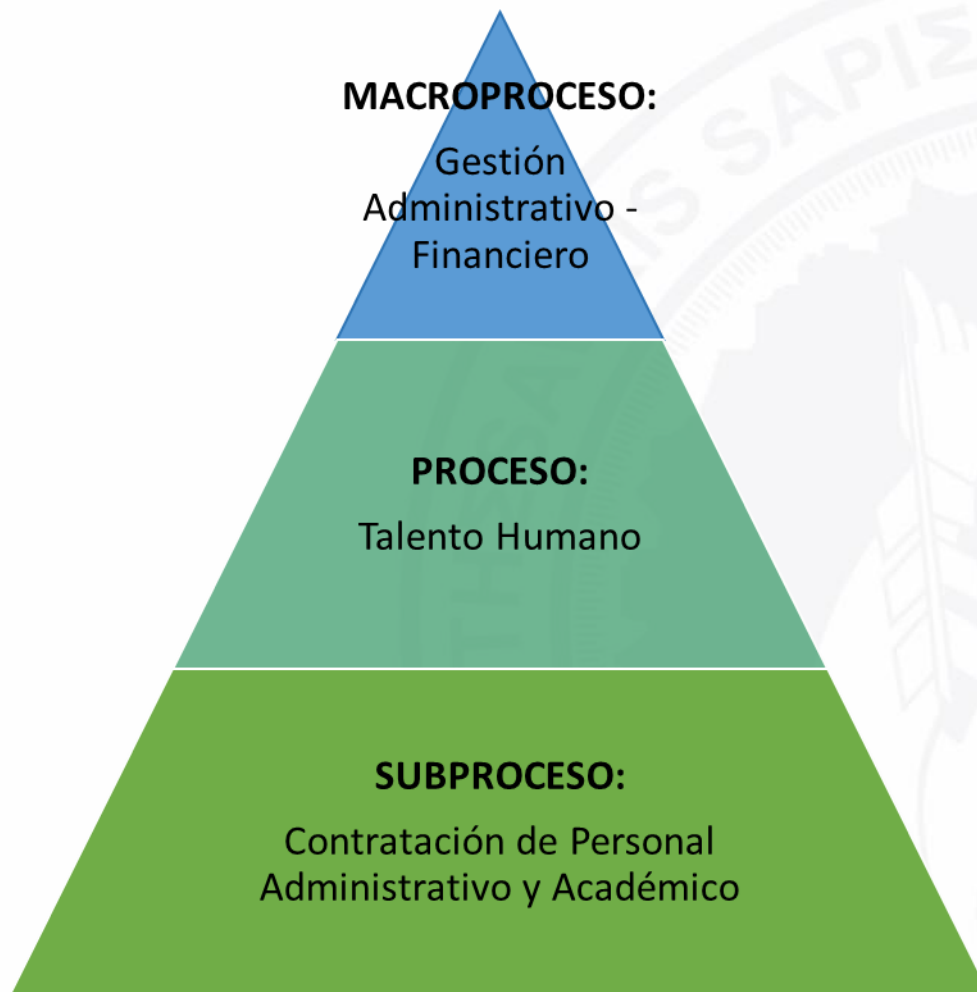 MACROPROCESO:
Gestión
Administrativo -
Financiero
PROCESO:
Talento Humano
SUBPROCESO:
Contratación de Personal
Administrativo y Académico